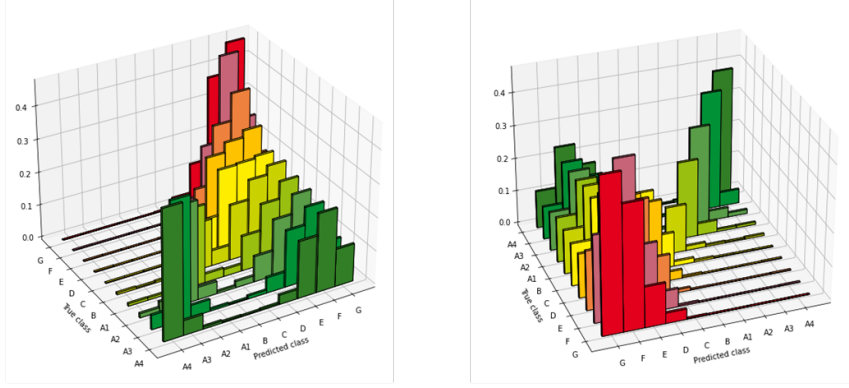 0.4
0.3
0.2
0.1
0.0
G
F
E
D
C
B
A1
A2
A3
A4
True class
A4
A3
A2
A1
B
C
D
E
F
G
Predicted class
0.4
0.3
0.2
0.1
0.0
A4
A3
A2
A1
B
C
D
E
F
G
True class
G
F
E
D
C
B
A1
A2
A3
A4
Predicted class